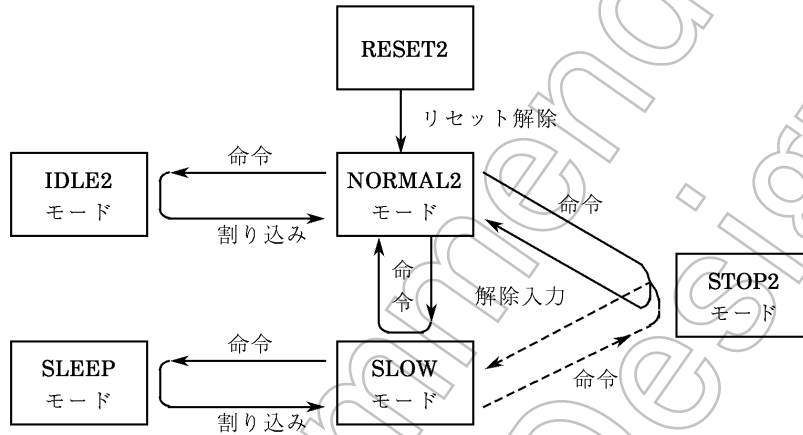 RESET2
リセット解除
命令
IDLE2
モード
NORMAL2
モード
割り込み
命令
命
令
解除入力
STOP2
モード
命令
SLEEP
モード
SLOW
モード
命令
割り込み
mmend
Desig